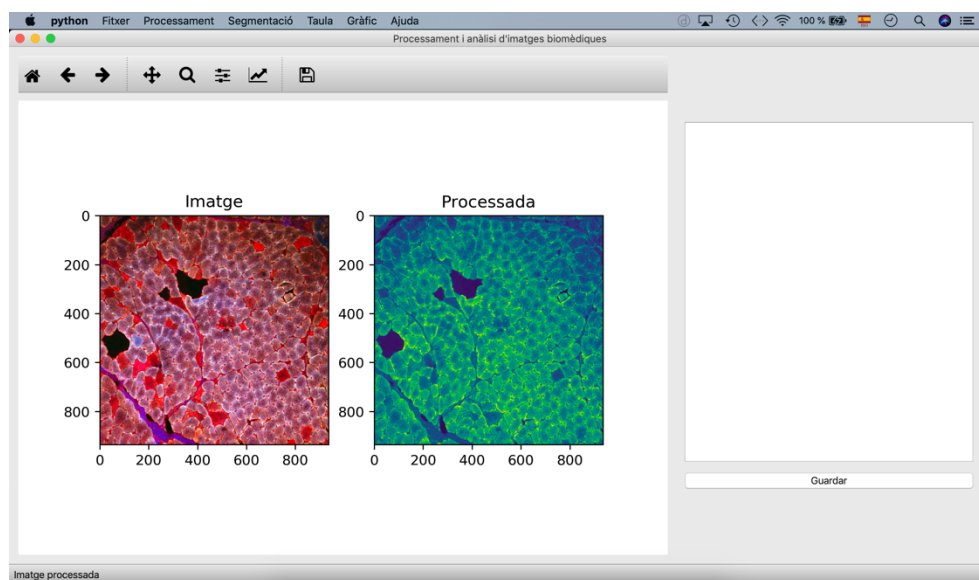 python Fitxer Processament Segmentació Taula Gràfic Ajuda 100 %
Processament i anàlisi d'imatges biomèdiques
Imatge Processada
0 0
200 200
400 400
600 600
800 800
0 200 400 600 800 0 200 400 600 800
Guardar
Imatge processada